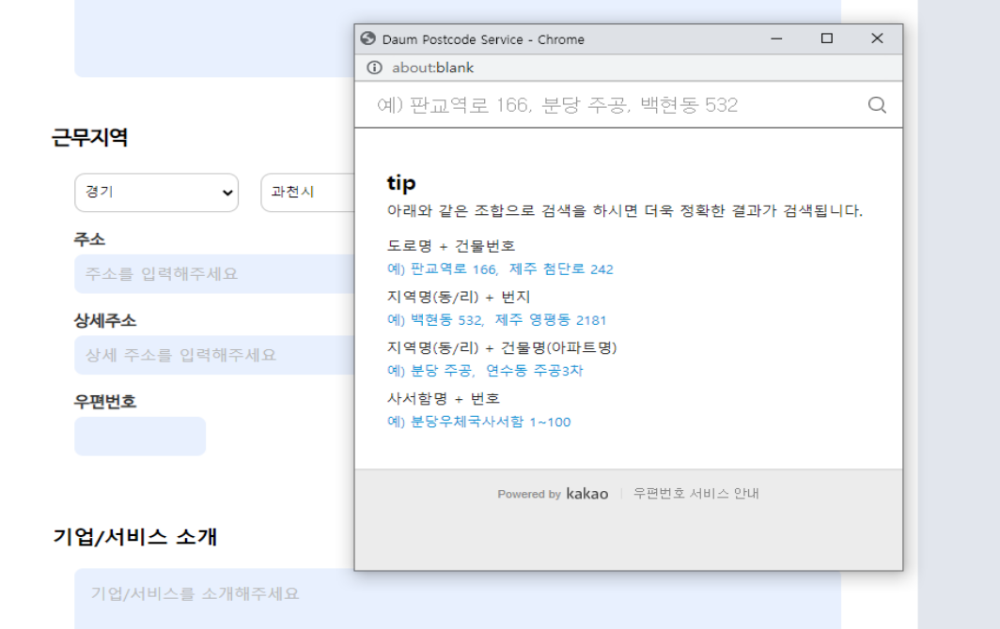 근무지역
경기
과천시
주소
주소를 입력해주세요
상세주소
상세 주소를 입력해주세요
우편번호
기업/서비스 소개
기업/서비스를 소개해주세요
Daum Postcode Service - Chrome
about:blank
예) 판교역로 166, 분당 주공, 백현동 532
tip
아래와 같은 조합으로 검색을 하시면 더욱 정확한 결과가 검색됩니다.
도로명 + 건물번호
예) 판교역로 166, 제주 첨단로 242
지역명(동/리) + 번지
예) 백현동 532, 제주 영평동 2181
지역명(동/리) + 건물명(아파트명)
예) 분당 주공, 연수동 주공3차
사서함명 + 번호
예) 분당우체국사서함 1~100
Powered by kakao
우편번호 서비스 안내